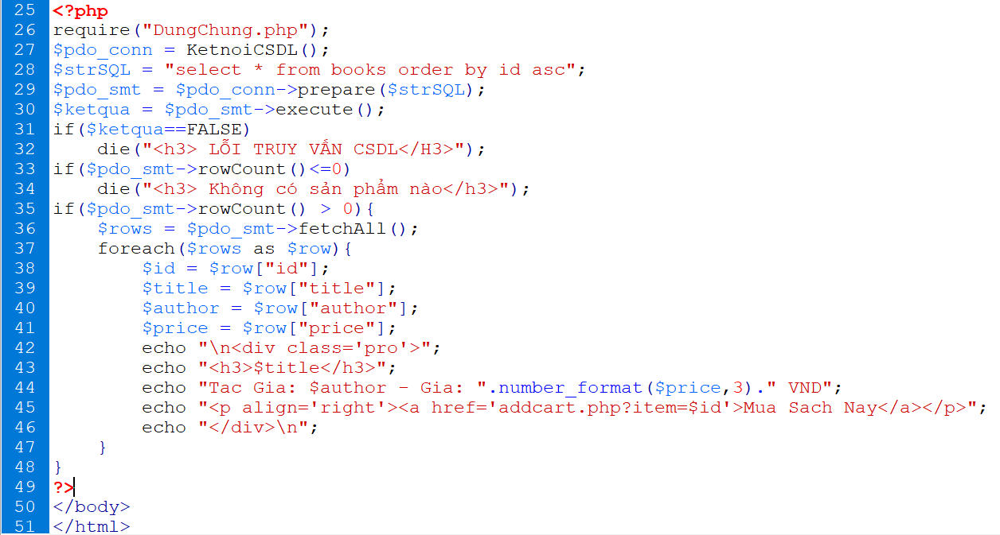 25 <?php
26 require("DungChung.php");
27 $pdo_conn = KetnoiCSDL();
28 $strSQL = "select * from books order by id asc";
29 $pdo_smt = $pdo_conn->prepare($strSQL);
30 $ketqua = $pdo_smt->execute();
31 if($ketqua==FALSE)
32     die("<h3> LỖI TRUY VẤN CSDL</H3>");
33 if($pdo_smt->rowCount()<=0)
34     die("<h3> Không có sản phẩm nào</h3>");
35 if($pdo_smt->rowCount() > 0){
36     $rows = $pdo_smt->fetchAll();
37     foreach($rows as $row){
38         $id = $row["id"];
39         $title = $row["title"];
40         $author = $row["author"];
41         $price = $row["price"];
42         echo "\n<div class='pro'>";
43         echo "<h3>$title</h3>";
44         echo "Tac Gia: $author - Gia: ".number_format($price,3)." VND";
45         echo "<p align='right'><a href='addcart.php?item=$id'>Mua Sach Nay</a></p>";
46         echo "</div>\n";
47     }
48 }
49 ?>
50 </body>
51 </html>